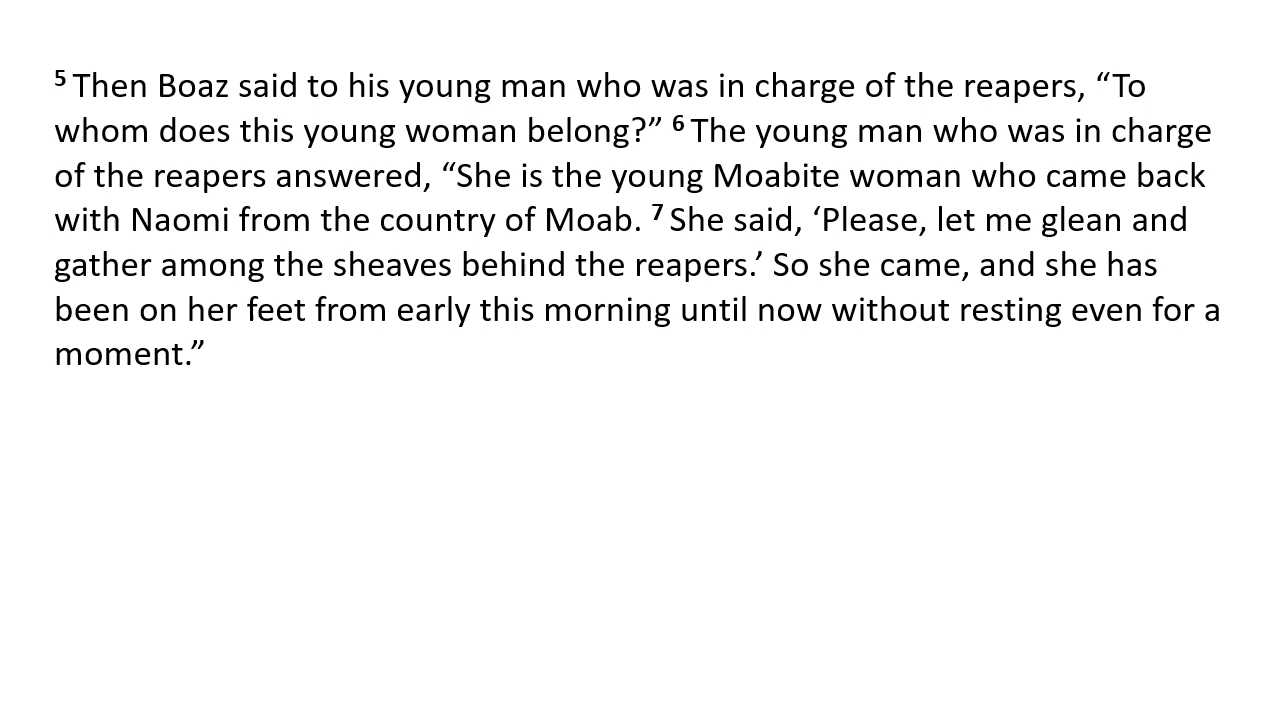 5 Then Boaz said to his young man who was in charge of the reapers, “To
whom does this young woman belong?” 6 The young man who was in charge
of the reapers answered, “She is the young Moabite woman who came back
with Naomi from the country of Moab. 7 She said, ‘Please, let me glean and
gather among the sheaves behind the reapers.’ So she came, and she has
been on her feet from early this morning until now without resting even for a
moment.”